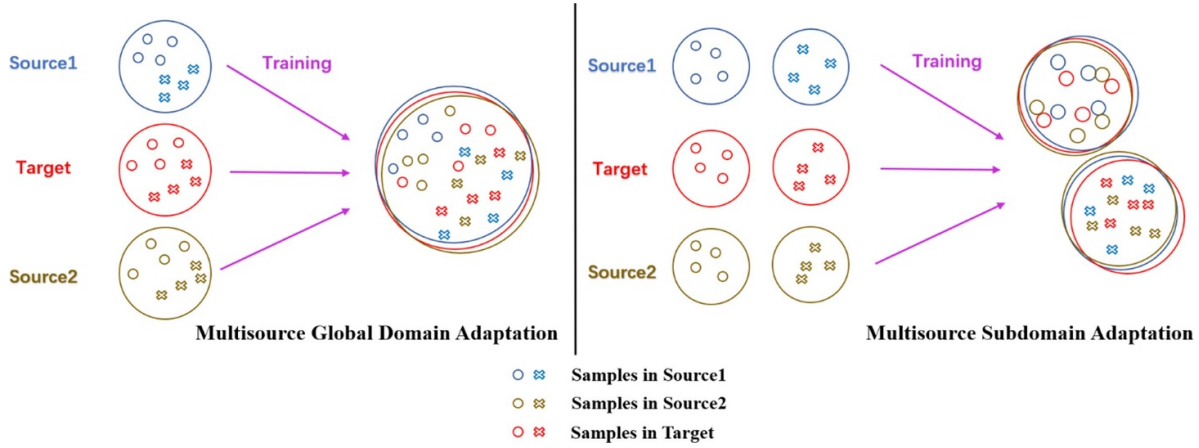 Source1
Training
Target
Source2
Multisource Global Domain Adaptation
Source1
Training
Target
Source2
Multisource Subdomain Adaptation
Samples in Source1
Samples in Source2
Samples in Target